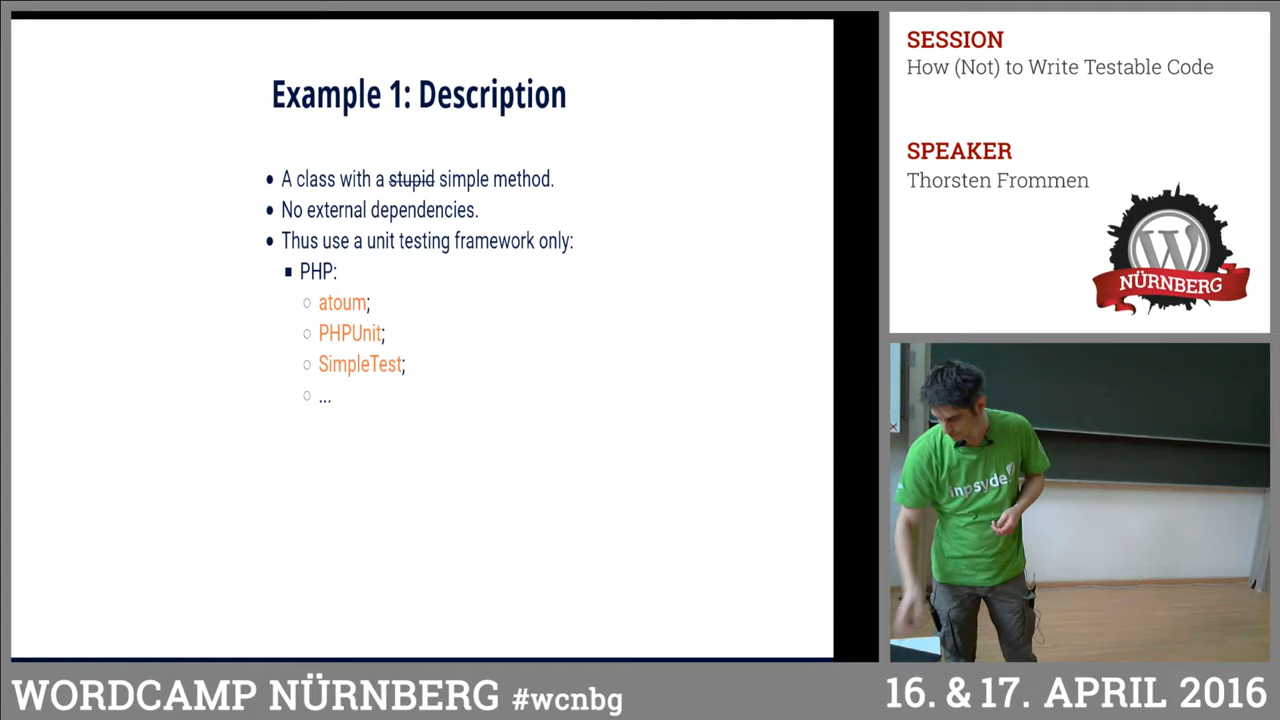 Example 1: Description
• A class with a stupid simple method.
• No external dependencies.
• Thus use a unit testing framework only:
▪ PHP:
○ atoum;
○ PHPUnit;
○ SimpleTest;
○ ...
SESSION
How (Not) to Write Testable Code
SPEAKER
Thorsten Frommen
W
NÜRNBERG
inpsyde
WORDCAMP NÜRNBERG #wcnbg
16. & 17. APRIL 2016